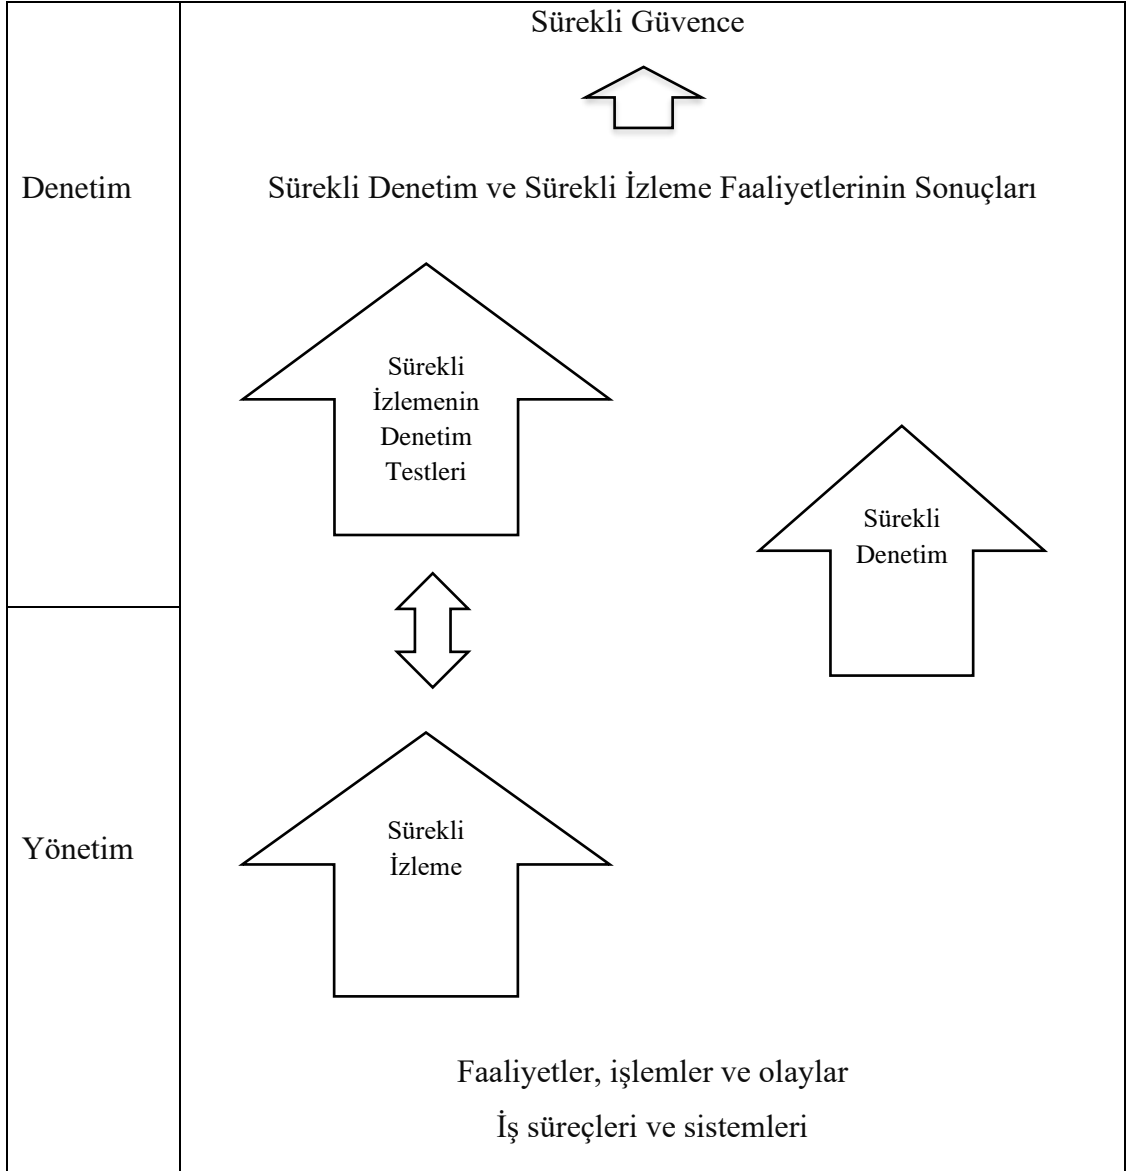 Sürekli Güvence
Denetim
Sürekli Denetim ve Sürekli İzleme Faaliyetlerinin Sonuçları
Sürekli
İzlemenin
Denetim
Testleri
Sürekli
Denetim
Yönetim
Sürekli
İzleme
Faaliyetler, işlemler ve olaylar
İş süreçleri ve sistemleri